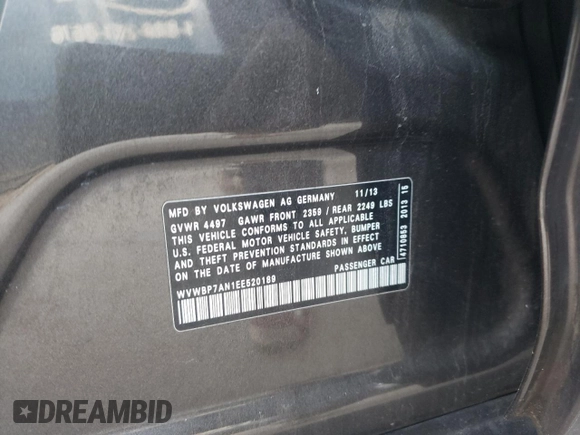 MFD BY VOLKSWAGEN AG GERMANY 11/13
GVWR 4497 GAWR FRONT 2359 / REAR 2249 LBS
THIS VEHICLE CONFORMS TO ALL APPLICABLE
U.S. FEDERAL MOTOR VEHICLE SAFETY, BUMPER
AND THEFT PREVENTION STANDARDS IN EFFECT
ON THE DATE OF MANUFACTURE SHOWN ABOVE
WVWBP7AN1EE520189 PASSENGER CAR
4710853 2013 15
DREAMBID